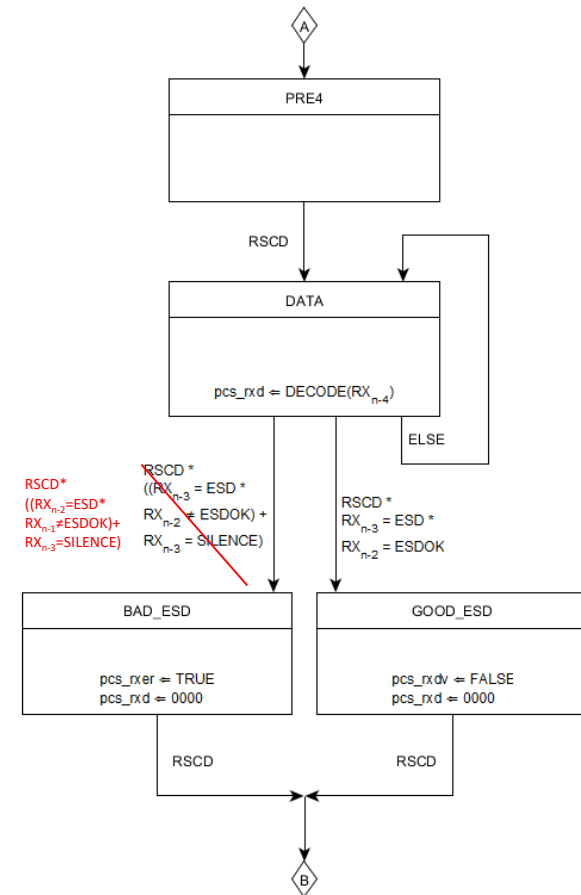 A
PRE4
RSCD
DATA
pcs_rxd ⇐ DECODE(RXn-4)
ELSE
RSCD*
((RXn-2=ESD*
RXn-1≠ESDOK)+
RXn-3=SILENCE)
RSCD *
((RXn-3 = ESD *
RXn-2 ≠ ESDOK) +
RXn-3 = SILENCE)
RSCD *
RXn-3 = ESD *
RXn-2 = ESDOK
BAD_ESD
pcs_rxer ⇐ TRUE
pcs_rxd ⇐ 0000
GOOD_ESD
pcs_rxdv ⇐ FALSE
pcs_rxd ⇐ 0000
RSCD
RSCD
B